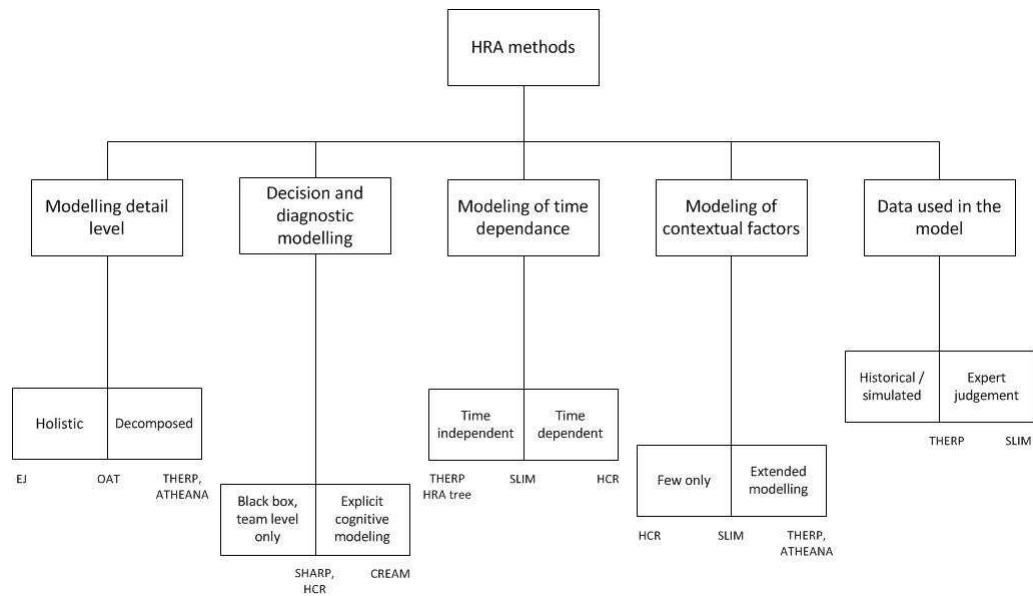 HRA methods
Modelling detail
level
Decision and
diagnostic
modelling
Modeling of time
dependance
Modeling of
contextual factors
Data used in the
model
Holistic
Decomposed
EJ
OAT
THERP,
ATHEANA
Black box,
team level
only
Explicit
cognitive
modeling
SHARP,
HCR
CREAM
Time
independent
Time
dependent
THERP
HRA tree
SLIM
HCR
Few only
Extended
modelling
HCR
SLIM
THERP,
ATHEANA
Historical /
simulated
Expert
judgement
THERP
SLIM